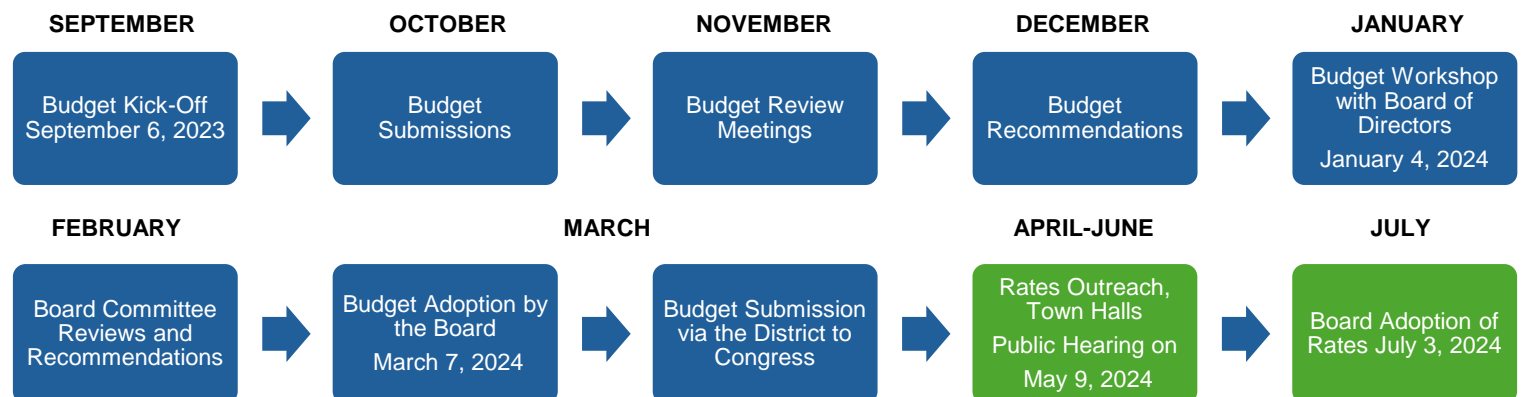 SEPTEMBER
OCTOBER
NOVEMBER
DECEMBER
JANUARY
Budget Kick-Off
September 6, 2023
Budget
Submissions
Budget Review
Meetings
Budget
Recommendations
Budget Workshop
with Board of
Directors
January 4, 2024
FEBRUARY
MARCH
APRIL-JUNE
JULY
Board Committee
Reviews and
Recommendations
Budget Adoption by
the Board
March 7, 2024
Budget Submission
via the District to
Congress
Rates Outreach,
Town Halls
Public Hearing on
May 9, 2024
Board Adoption of
Rates July 3, 2024